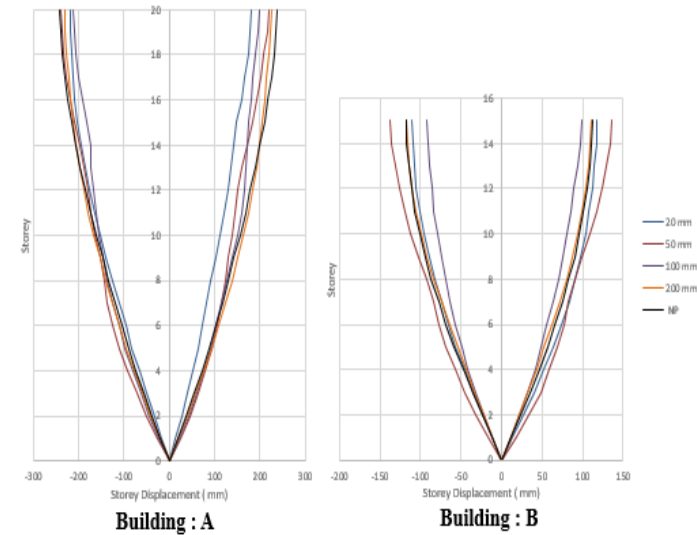 20
18
16
14
12
10
8
6
4
2
0
Storey
-300 -200 -100 0 100 200 300
Storey Displacement ( mm)
Building : A
16
14
12
10
8
6
4
2
0
Storey
-200 -150 -100 -50 0 50 100 150
Storey Displacement ( mm)
Building : B
20 mm
50 mm
100 mm
200 mm
NP